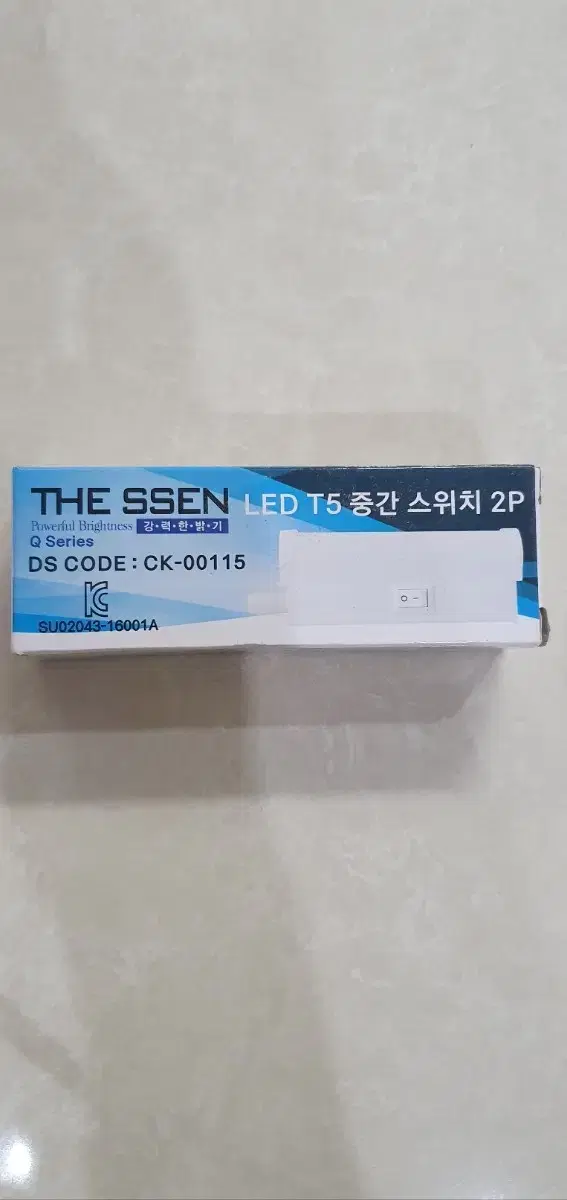 THE SSEN LED T5 중간 스위치 2P
Powerful Brightness 강•력•한•밝•기
Q Series
DS CODE : CK-00115
SU02043-16001A